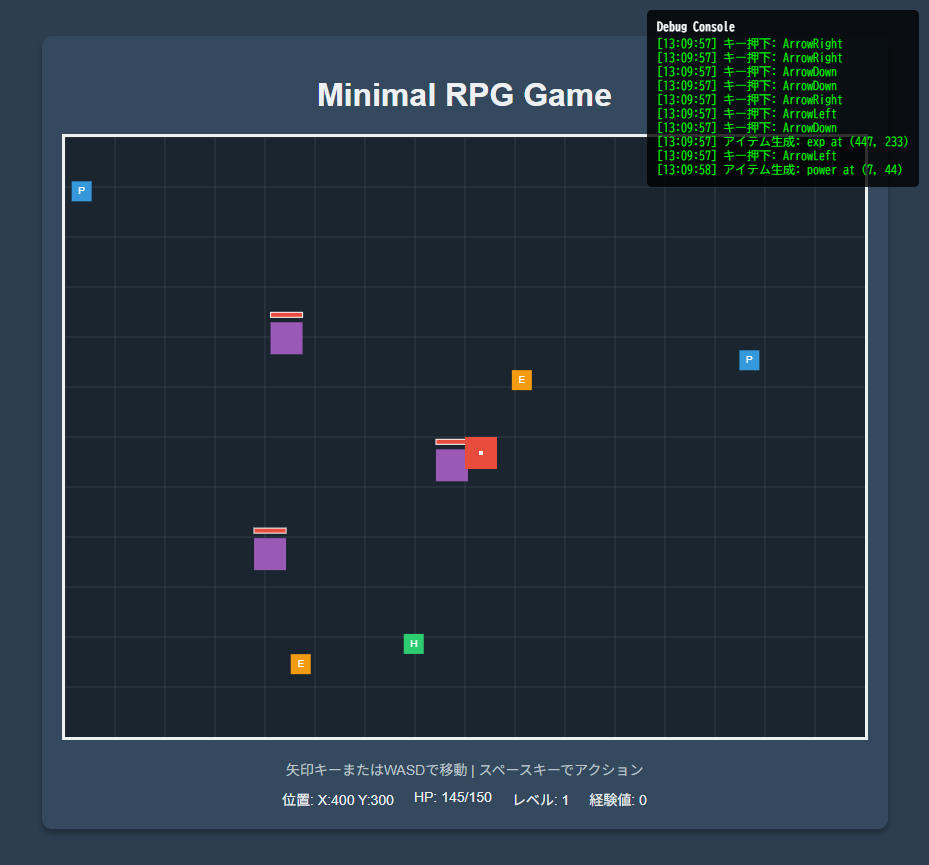 Debug Console
[13:09:57] キー押下: ArrowRight
[13:09:57] キー押下: ArrowRight
[13:09:57] キー押下: ArrowDown
[13:09:57] キー押下: ArrowDown
[13:09:57] キー押下: ArrowRight
[13:09:57] キー押下: ArrowLeft
[13:09:57] キー押下: ArrowDown
[13:09:57] アイテム生成: exp at (447, 233)
[13:09:57] キー押下: ArrowLeft
[13:09:58] アイテム生成: power at (7, 44)
Minimal RPG Game
P
P
E
H
E
矢印キーまたはWASDで移動 | スペースキーでアクション
位置: X:400 Y:300 HP: 145/150 レベル: 1 経験値: 0